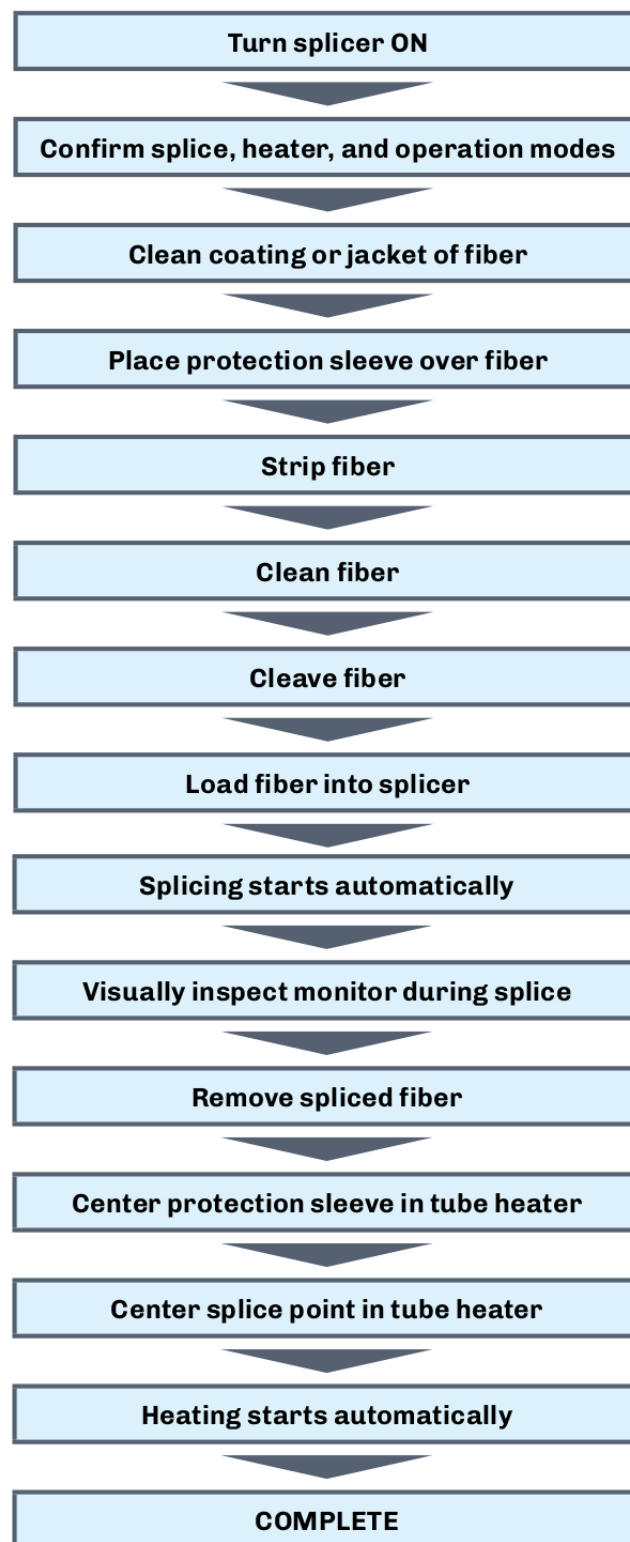 Turn splicer ON
Confirm splice, heater, and operation modes
Clean coating or jacket of fiber
Place protection sleeve over fiber
Strip fiber
Clean fiber
Cleave fiber
Load fiber into splicer
Splicing starts automatically
Visually inspect monitor during splice
Remove spliced fiber
Center protection sleeve in tube heater
Center splice point in tube heater
Heating starts automatically
COMPLETE